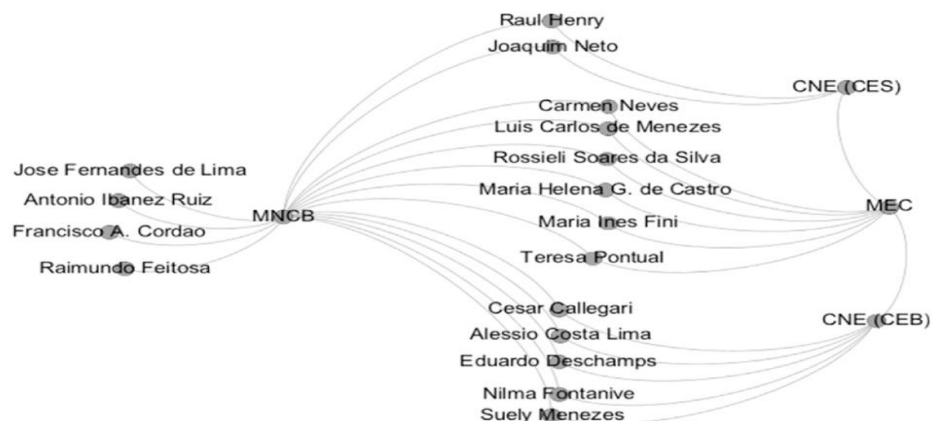 Raul Henry
Joaquim Neto
CNE (CES)
Carmen Neves
Luis Carlos de Menezes
Rossieli Soares da Silva
Jose Fernandes de Lima
Maria Helena G. de Castro
Antonio Ibanez Ruiz
MEC
MNCB
Maria Ines Fini
Francisco A. Cordao
Teresa Pontual
Raimundo Feitosa
Cesar Callegari
CNE (CEB)
Alessio Costa Lima
Eduardo Deschamps
Nilma Fontanive
Suely Menezes